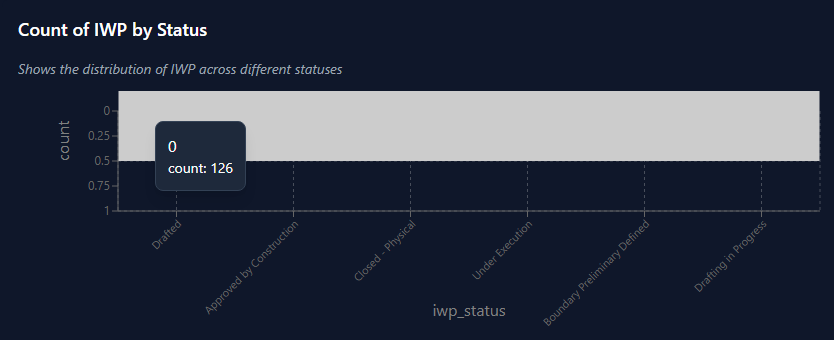 Count of IWP by Status
Shows the distribution of IWP across different statuses
count
0
0.25
0.5
0.75
1
0
count: 126
Drafted
Approved by Construction
Closed - Physical
Under Execution
Boundary Preliminary Defined
Drafting in Progress
iwp_status